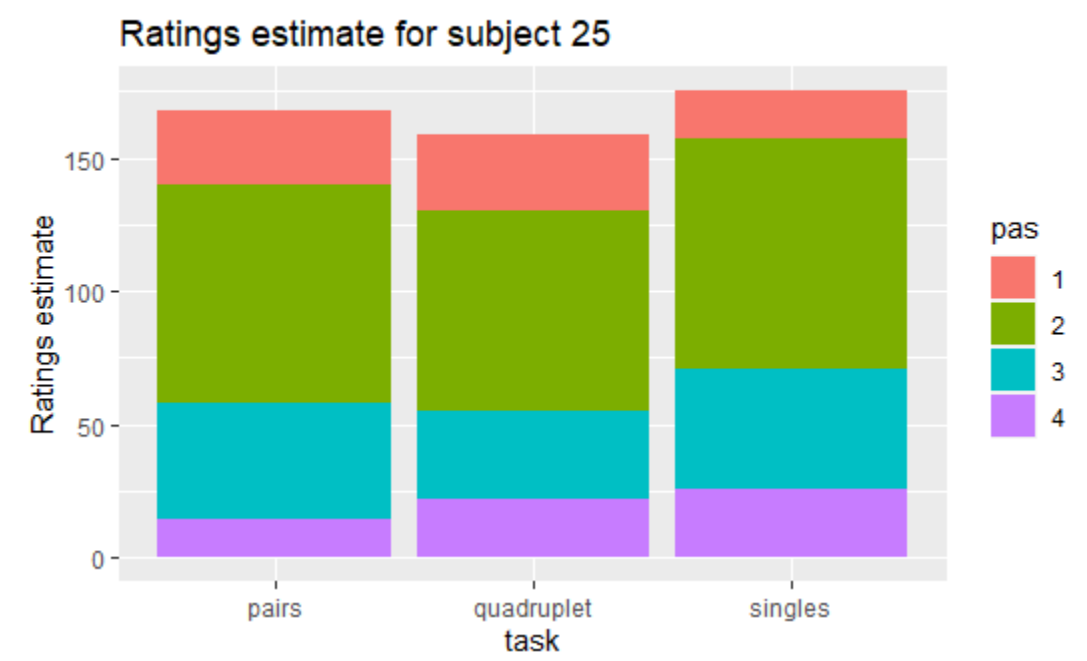 Ratings estimate for subject 25
Ratings estimate
150
100
50
0
pairs quadruplet singles
task
pas
1
2
3
4